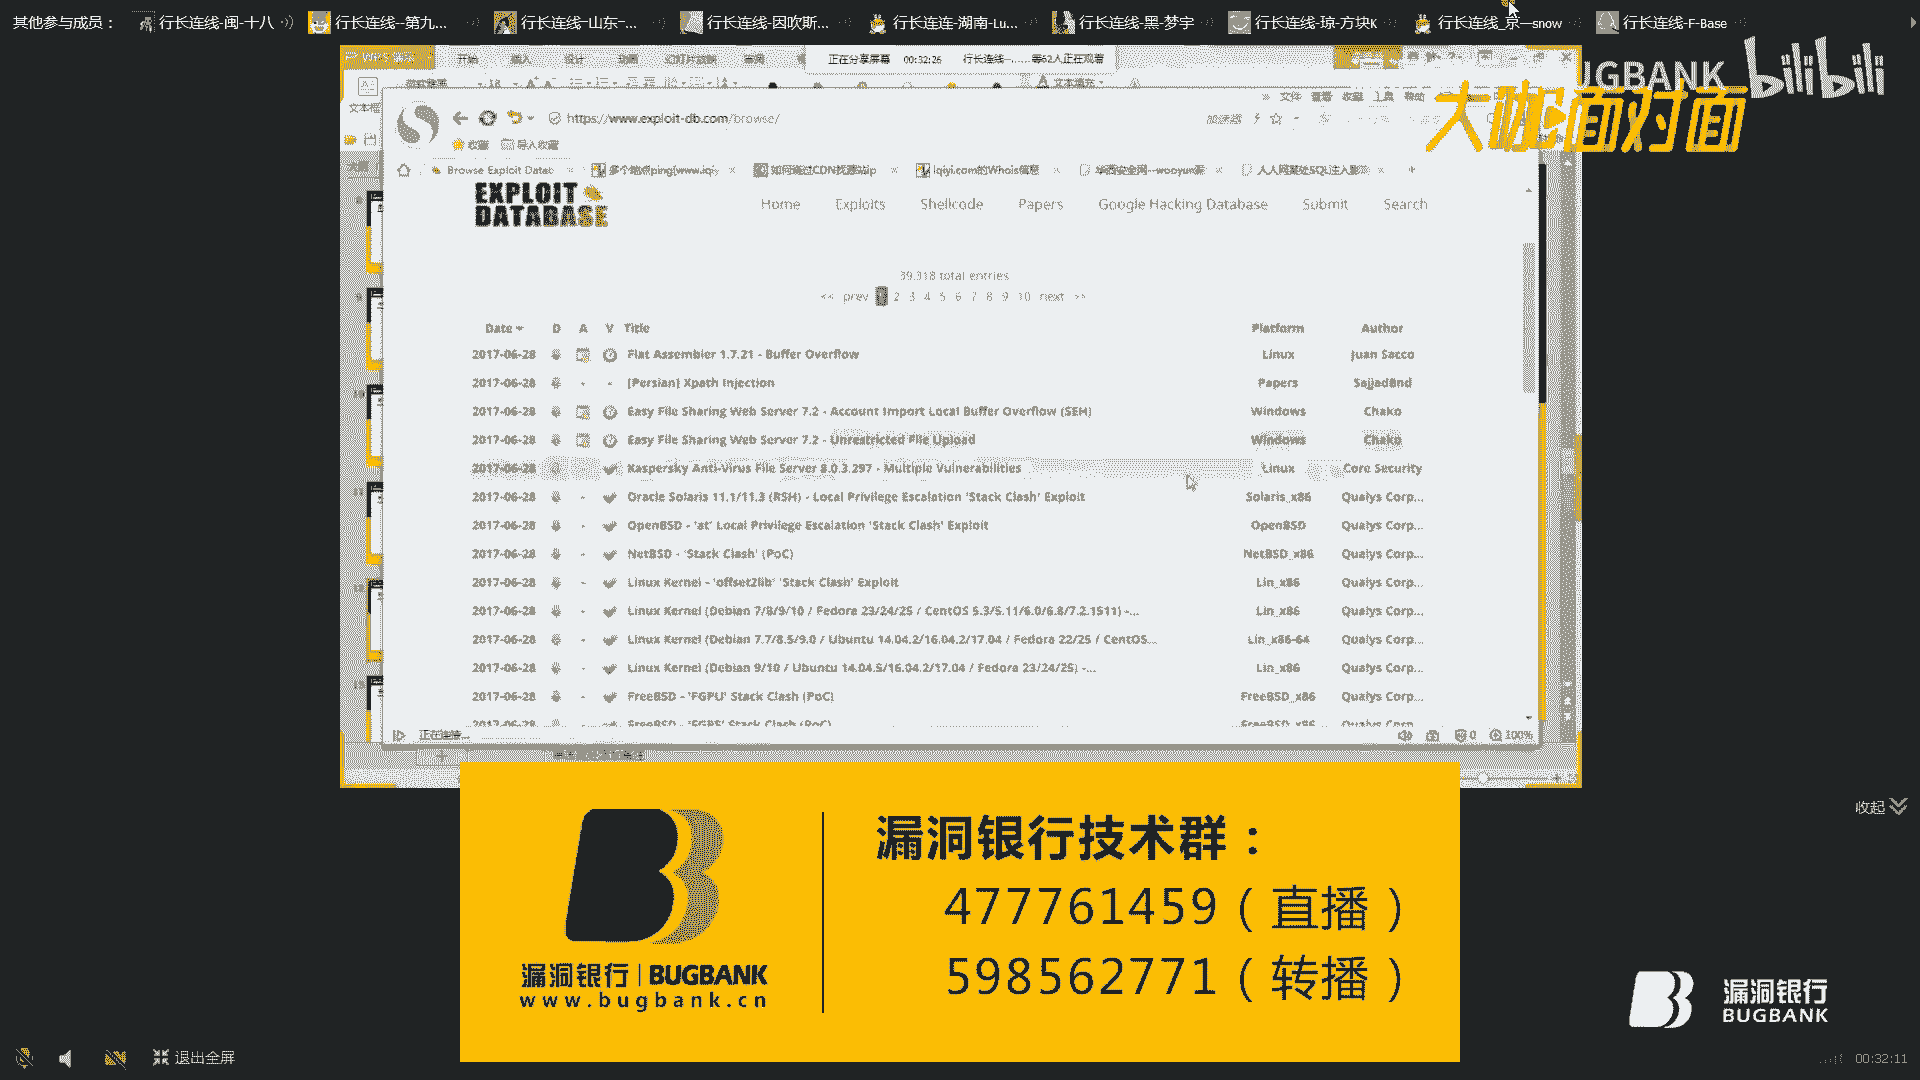 其他参与成员：
行长连线-闽-十八
行长连线--第九...
行长连线-山东-...
行长连线-因吹斯...
行长连连-湖南-Lu...
行长连线-黑-梦宇
行长连线-琼-方块K
行长连线_京—snow
行长连线-F-Base
正在分享屏幕 00:32:26 行长连线--...... 等62人正在观看
UGBANK bilibili
大咖面对面
https://www.exploit-db.com/browse/
收藏 导入收藏
Browse Exploit Datab
多个地点ping[www.iqiy
如何通过CDN找源站ip
iqiyi.com的Whois信息
EXPLOIT
DATABASE
Home Exploits Shellcode Papers Google Hacking Database Submit Search
39,318 total entries
<< prev 1 2 3 4 5 6 7 8 9 10 next >>
Date D A V Title Platform Author
2017-06-28 Flat Assembler 1.7.21 - Buffer Overflow Linux Juan Sacco
2017-06-28 - - [Persian] Xpath Injection Papers SajjadBnd
2017-06-28 Easy File Sharing Web Server 7.2 - Account Import Local Buffer Overflow (SEH) Windows Chako
2017-06-28 Easy File Sharing Web Server 7.2 - Unrestricted File Upload Windows Chako
2017-06-28 Kaspersky Anti-Virus File Server 8.0.3.297 - Multiple Vulnerabilities Linux Core Security
2017-06-28 - Oracle Solaris 11.1/11.3 (RSH) - Local Privilege Escalation 'Stack Clash' Exploit Solaris_x86 Qualys Corp...
2017-06-28 - OpenBSD - 'at' Local Privilege Escalation 'Stack Clash' Exploit OpenBSD Qualys Corp...
2017-06-28 - NetBSD - 'Stack Clash' (PoC) NetBSD_x86 Qualys Corp...
2017-06-28 - Linux Kernel - 'offset2lib' 'Stack Clash' Exploit Lin_x86 Qualys Corp...
2017-06-28 - Linux Kernel (Debian 7/8/9/10 / Fedora 23/24/25 / CentOS 5.3/5.11/6.0/6.8/7.2.1511) -... Lin_x86 Qualys Corp...
2017-06-28 - Linux Kernel (Debian 7.7/8.5/9.0 / Ubuntu 14.04.2/16.04.2/17.04 / Fedora 22/25 / CentOS... Lin_x86-64 Qualys Corp...
2017-06-28 - Linux Kernel (Debian 9/10 / Ubuntu 14.04.5/16.04.2/17.04 / Fedora 23/24/25) -... Lin_x86 Qualys Corp...
2017-06-28 - FreeBSD - 'FGPU' Stack Clash (PoC) FreeBSD_x86 Qualys Corp...
2017-06-28 - FreeBSD - 'FGPE' Stack Clash (PoC) FreeBSD_x86 Qualys Corp...
正在连接...
0 100%
漏洞银行技术群：
477761459（直播）
598562771（转播）
漏洞银行 | BUGBANK
www.bugbank.cn
收起
漏洞银行
BUGBANK
退出全屏
00:32:11